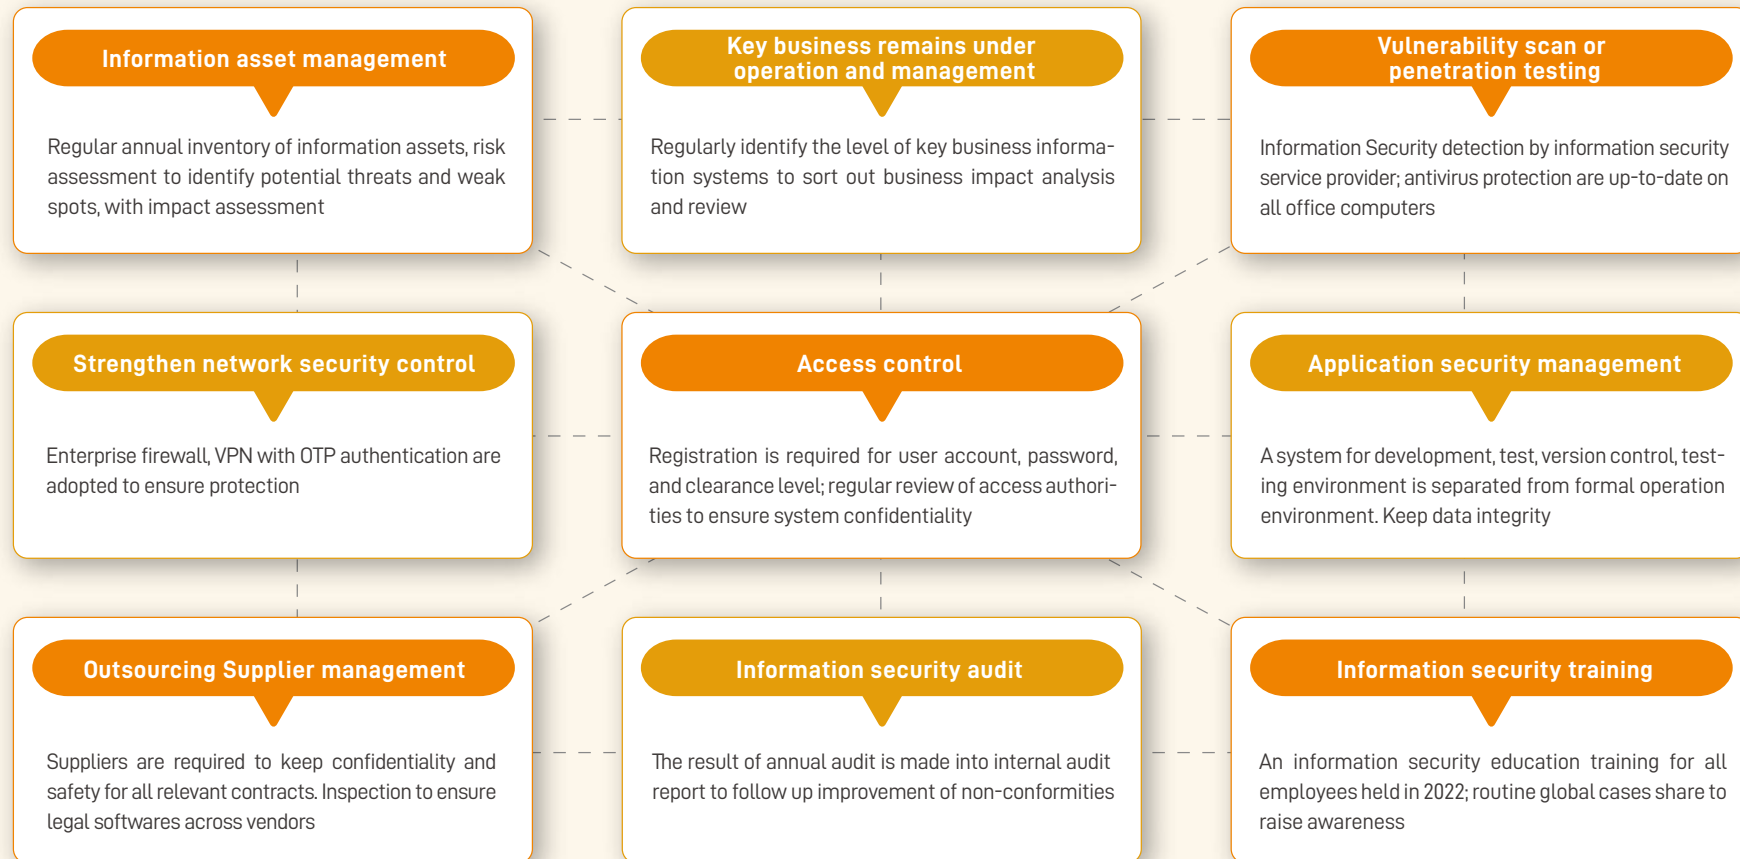 Information asset management
Regular annual inventory of information assets, risk
assessment to identify potential threats and weak
spots, with impact assessment
Key business remains under
operation and management
Regularly identify the level of key business informa-
tion systems to sort out business impact analysis
and review
Vulnerability scan or
penetration testing
Information Security detection by information security
service provider; antivirus protection are up-to-date on
all office computers
Strengthen network security control
Enterprise firewall, VPN with OTP authentication are
adopted to ensure protection
Access control
Registration is required for user account, password,
and clearance level; regular review of access authori-
ties to ensure system confidentiality
Application security management
A system for development, test, version control, test-
ing environment is separated from formal operation
environment. Keep data integrity
Outsourcing Supplier management
Suppliers are required to keep confidentiality and
safety for all relevant contracts. Inspection to ensure
legal softwares across vendors
Information security audit
The result of annual audit is made into internal audit
report to follow up improvement of non-conformities
Information security training
An information security education training for all
employees held in 2022; routine global cases share to
raise awareness